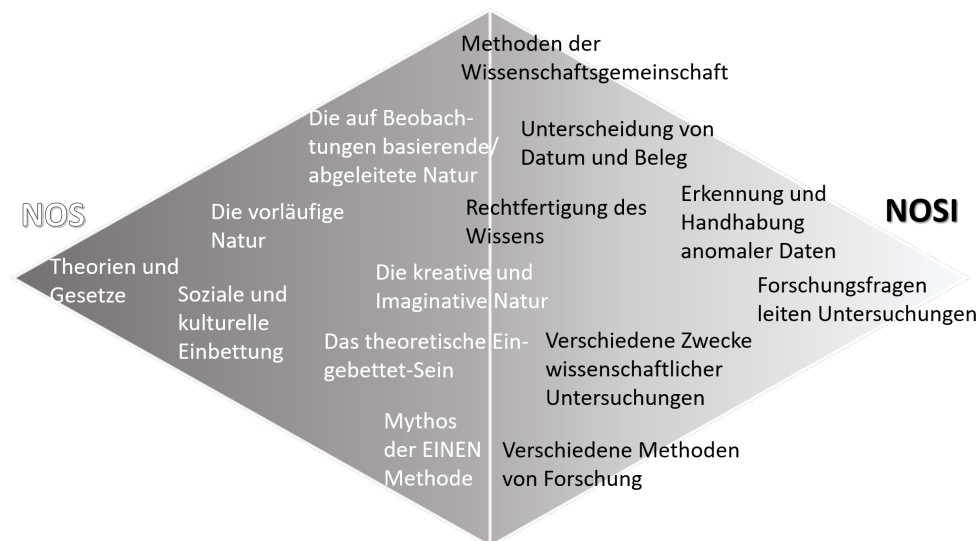 Methoden der
Wissenschaftsgemeinschaft
Die auf Beobach-
tungen basierende/
abgeleitete Natur
Unterscheidung von
Datum und Beleg
NOS
Die vorläufige
Natur
Rechtfertigung des
Wissens
Erkennung und
Handhabung
anomaler Daten
NOSI
Theorien und
Gesetze
Soziale und
kulturelle
Einbettung
Die kreative und
Imaginative Natur
Forschungsfragen
leiten Untersuchungen
Das theoretische Ein-
gebettet-Sein
Verschiedene Zwecke
wissenschaftlicher
Untersuchungen
Mythos
der EINEN
Methode
Verschiedene Methoden
von Forschung